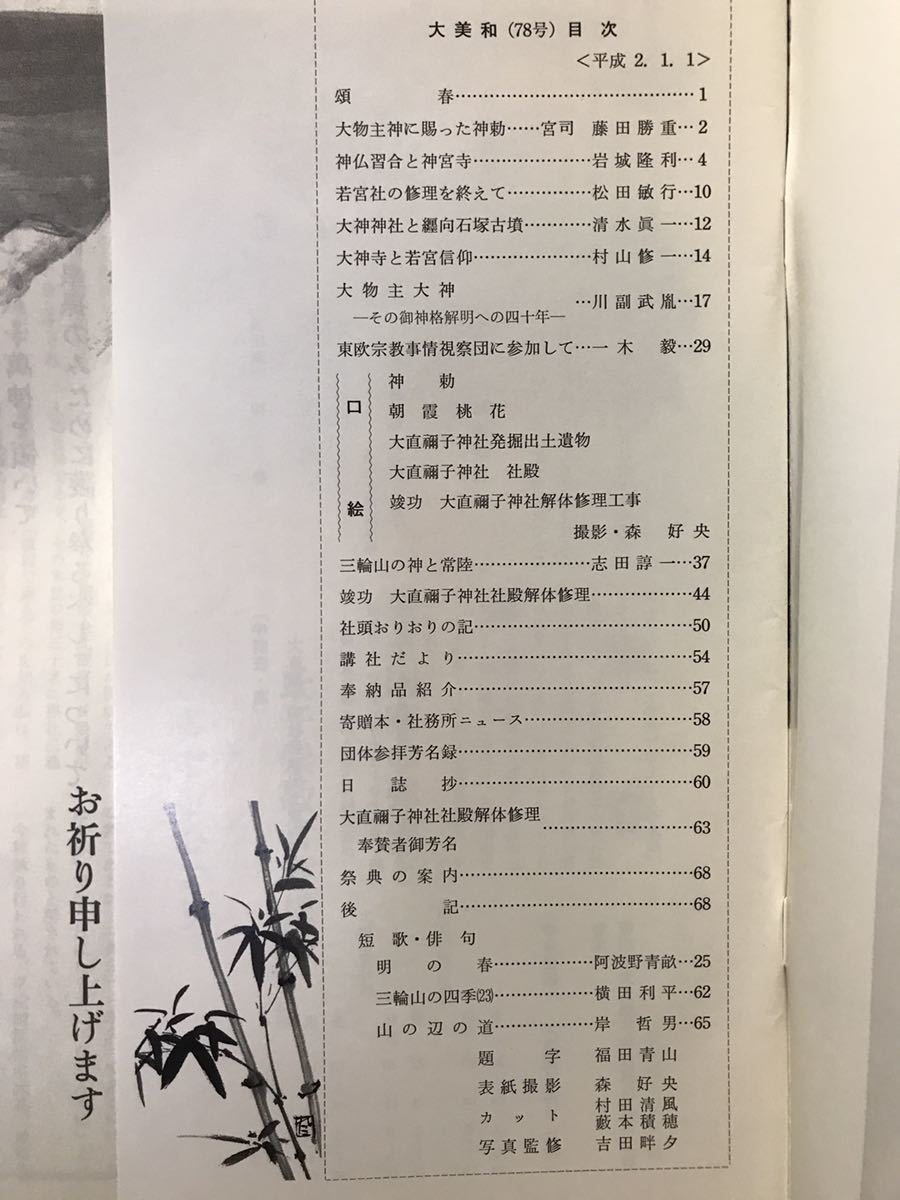 大美和（78号）目次
＜平成 2. 1. 1＞
頌春……………………………………1
大物主神に賜った神勅……宮司 藤田勝重…2
神仏習合と神宮寺…………………岩城隆利…4
若宮社の修理を終えて……………松田敏行…10
大神神社と纒向石塚古墳…………清水眞一…12
大神寺と若宮信仰…………………村山修一…14
大物主大神
―その御神格解明への四十年―
…川副武胤…17
東欧宗教事情視察団に参加して…一木毅…29
口絵
神勅
朝霞桃花
大直禰子神社発掘出土遺物
大直禰子神社 社殿
竣功 大直禰子神社解体修理工事
撮影・森 好央
三輪山の神と常陸…………………志田諄一…37
竣功 大直禰子神社社殿解体修理……………44
社頭おりおりの記………………………………50
講社だより………………………………………54
奉納品紹介………………………………………57
寄贈本・社務所ニュース………………………58
団体参拝芳名録…………………………………59
日誌抄……………………………………………60
大直禰子神社社殿解体修理
奉賛者御芳名
……………………63
祭典の案内………………………………………68
後記………………………………………………68
短歌・俳句
明の春………………阿波野青畝…25
三輪山の四季(23)………………横田利平…62
山の辺の道………………岸 哲男…65
題字 福田青山
表紙撮影 森 好央
カット 村田清風
藪本積穂
写真監修 吉田畔夕
お祈り申し上げます